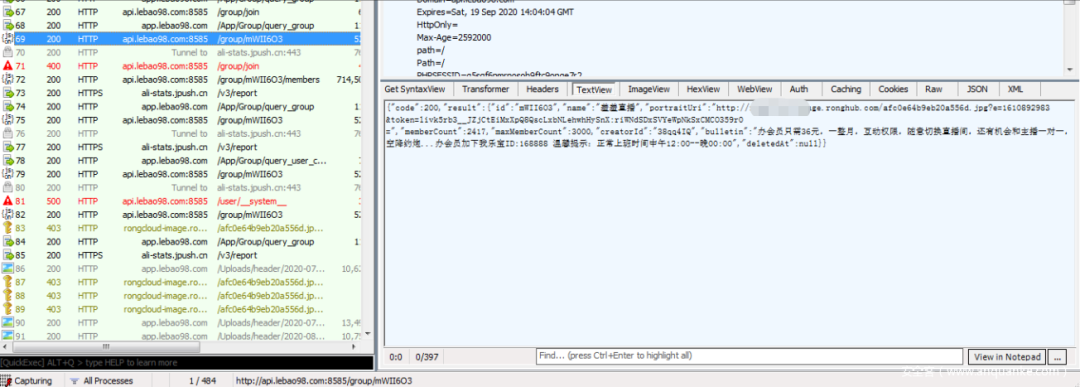 67 200 HTTP api.lebao98.com:8585 /group/join
68 200 HTTP app.lebao98.com /App/Group/query_group 11
69 200 HTTP api.lebao98.com:8585 /group/mWII6O3 52
70 200 HTTP Tunnel to ali-stats.jpush.cn:443 76
71 400 HTTP api.lebao98.com:8585 /group/join
72 200 HTTP api.lebao98.com:8585 /group/mWII6O3/members 714,50
73 200 HTTPS ali-stats.jpush.cn /v3/report
74 200 HTTP api.lebao98.com:8585 /group/mWII6O3 52
75 200 HTTP app.lebao98.com /App/Group/query_group 11
76 200 HTTP Tunnel to ali-stats.jpush.cn:443 76
77 200 HTTPS ali-stats.jpush.cn /v3/report
78 200 HTTP app.lebao98.com /App/Group/query_user_c...
79 200 HTTP api.lebao98.com:8585 /group/mWII6O3 52
80 200 HTTP Tunnel to ali-stats.jpush.cn:443 76
81 500 HTTP api.lebao98.com:8585 /user/__system__
82 200 HTTP api.lebao98.com:8585 /group/mWII6O3 52
83 403 HTTP rongcloud-image.ro... /afc0e64b9eb20a556d.jp...
84 200 HTTP app.lebao98.com /App/Group/query_group 11
85 200 HTTPS ali-stats.jpush.cn /v3/report
86 200 HTTP app.lebao98.com /Uploads/header/2020-07... 10,62
87 403 HTTP rongcloud-image.ro... /afc0e64b9eb20a556d.jp...
88 403 HTTP rongcloud-image.ro... /afc0e64b9eb20a556d.jp...
89 403 HTTP rongcloud-image.ro... /afc0e64b9eb20a556d.jp...
90 200 HTTP app.lebao98.com /Uploads/header/2020-07... 13,49
91 200 HTTP app.lebao98.com /Uploads/header/2020-08... 10,75
[QuickExec] ALT+Q > type HELP to learn more
Expires=Sat, 19 Sep 2020 14:04:04 GMT
HttpOnly=
Max-Age=2592000
path=/
path=/
Get SyntaxView Transformer Headers TextView ImageView HexView WebView Auth Caching Cookies Raw JSON XML
{"code":200,"result":{"id":"mWII6O3","name":"羞羞直播","portraitUri":"http:// ge.ronghub.com/afc0e64b9eb20a556d.jpg?e=1610892983
&token=livk3rb3__JZjCtEiMxXpQ8QscLxbNLehwhHySnX:riWNdSDxSVYeWpNkSxCMCO359rO
=","memberCount":2417,"maxMemberCount":3000,"creatorId":"38qq4IQ","bulletin":"办会员只需36元，一整月，互动权限，随意切换直播间，还有机会和主播一对一，
空降约炮...办会员加下我乐宝ID:168888 温馨提示：正常上班时间中午12:00--晚00:00","deletedAt":null}}
0:0 0/397 Find... (press Ctrl+Enter to highlight all) View in Notepad ...
Capturing All Processes 1 / 484 http://api.lebao98.com:8585/group/mWII6O3